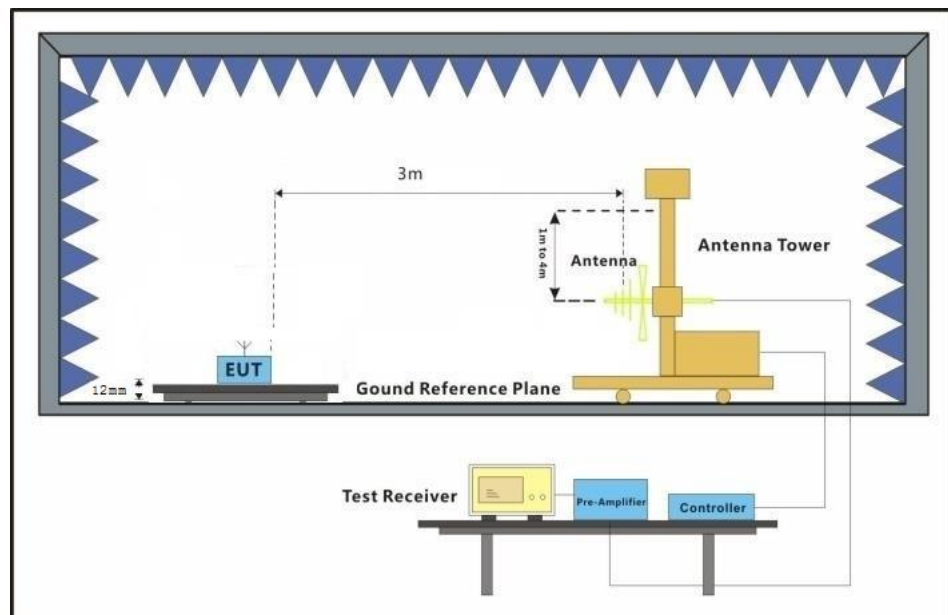 3m
1m to 4m
Antenna
Antenna Tower
EUT
12mm
Gound Reference Plane
Test Receiver
Pre-Amplifier
Controller